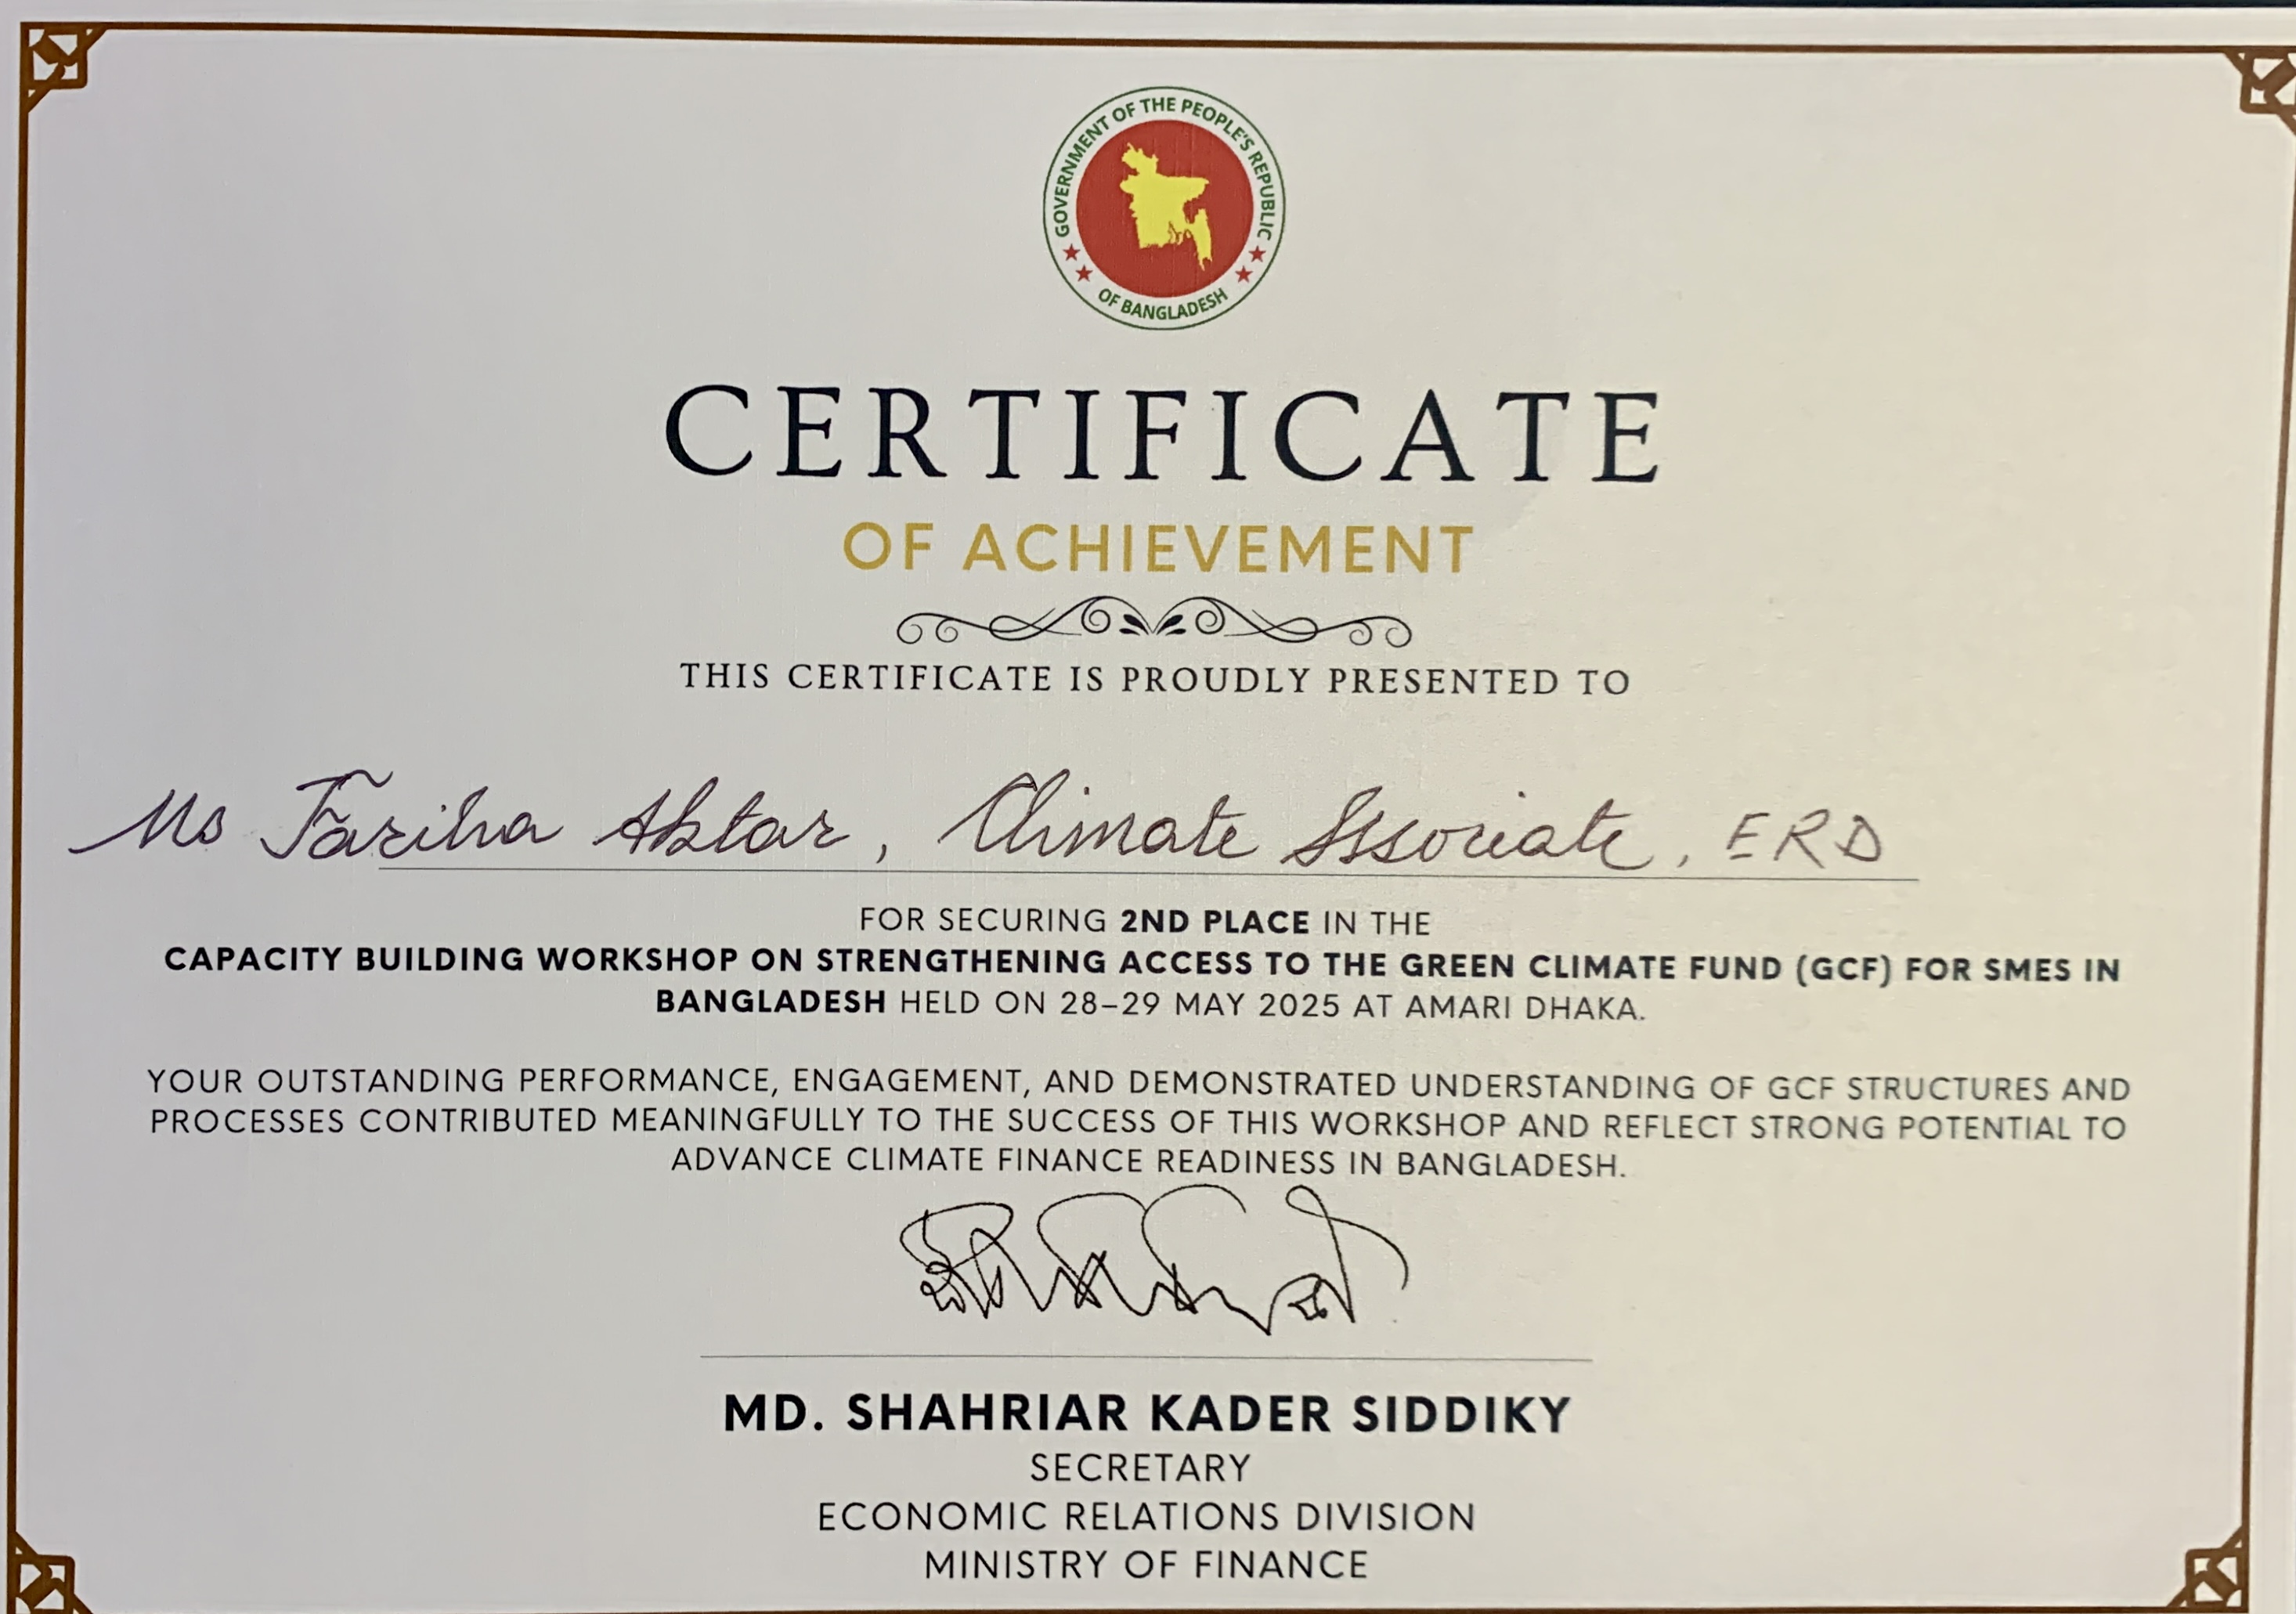 GOVERNMENT OF THE PEOPLE'S REPUBLIC
OF BANGLADESH
CERTIFICATE
OF ACHIEVEMENT
THIS CERTIFICATE IS PROUDLY PRESENTED TO
Ms Fariha Aktar, Climate Associate, ERD
FOR SECURING 2ND PLACE IN THE
CAPACITY BUILDING WORKSHOP ON STRENGTHENING ACCESS TO THE GREEN CLIMATE FUND (GCF) FOR SMES IN
BANGLADESH HELD ON 28–29 MAY 2025 AT AMARI DHAKA.
YOUR OUTSTANDING PERFORMANCE, ENGAGEMENT, AND DEMONSTRATED UNDERSTANDING OF GCF STRUCTURES AND
PROCESSES CONTRIBUTED MEANINGFULLY TO THE SUCCESS OF THIS WORKSHOP AND REFLECT STRONG POTENTIAL TO
ADVANCE CLIMATE FINANCE READINESS IN BANGLADESH.
MD. SHAHRIAR KADER SIDDIKY
SECRETARY
ECONOMIC RELATIONS DIVISION
MINISTRY OF FINANCE